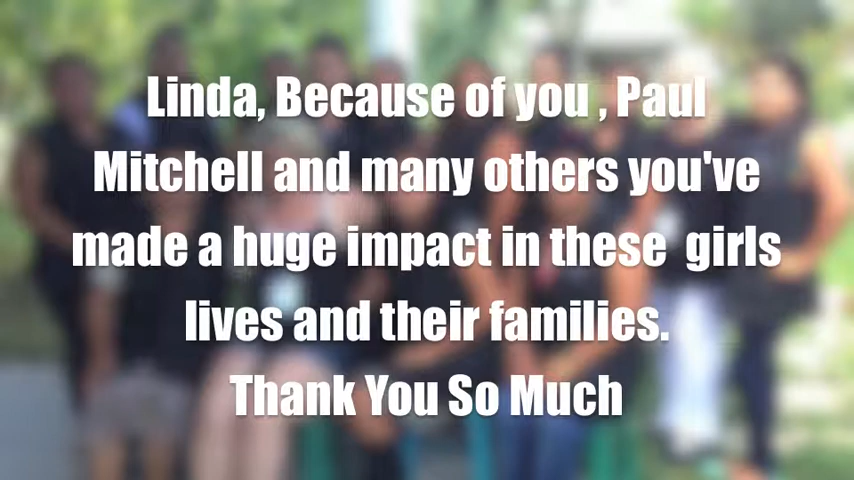 Linda, Because of you , Paul
Mitchell and many others you've
made a huge impact in these  girls
lives and their families.
Thank You So Much